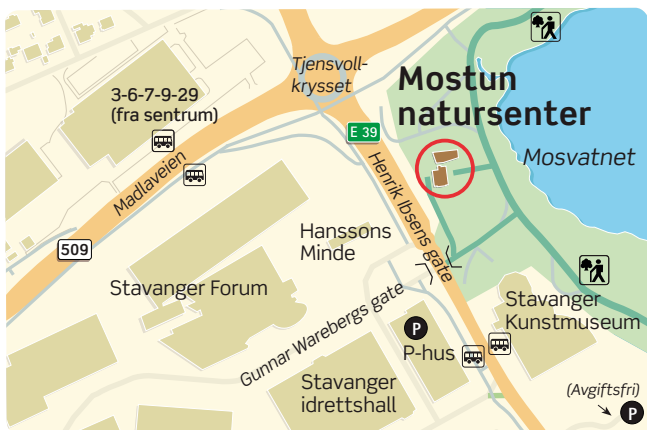 Tjensvoll-
krysset
Mostun
natursenter
3-6-7-9-29
(fra sentrum)
E 39
Mosvatnet
Madlaveien
Henrik Ibsens gate
509
Hanssons
Minde
Stavanger Forum
Gunnar Warebergs gate
Stavanger
Kunstmuseum
P
P-hus
Stavanger
idrettshall
(Avgiftsfri)
P